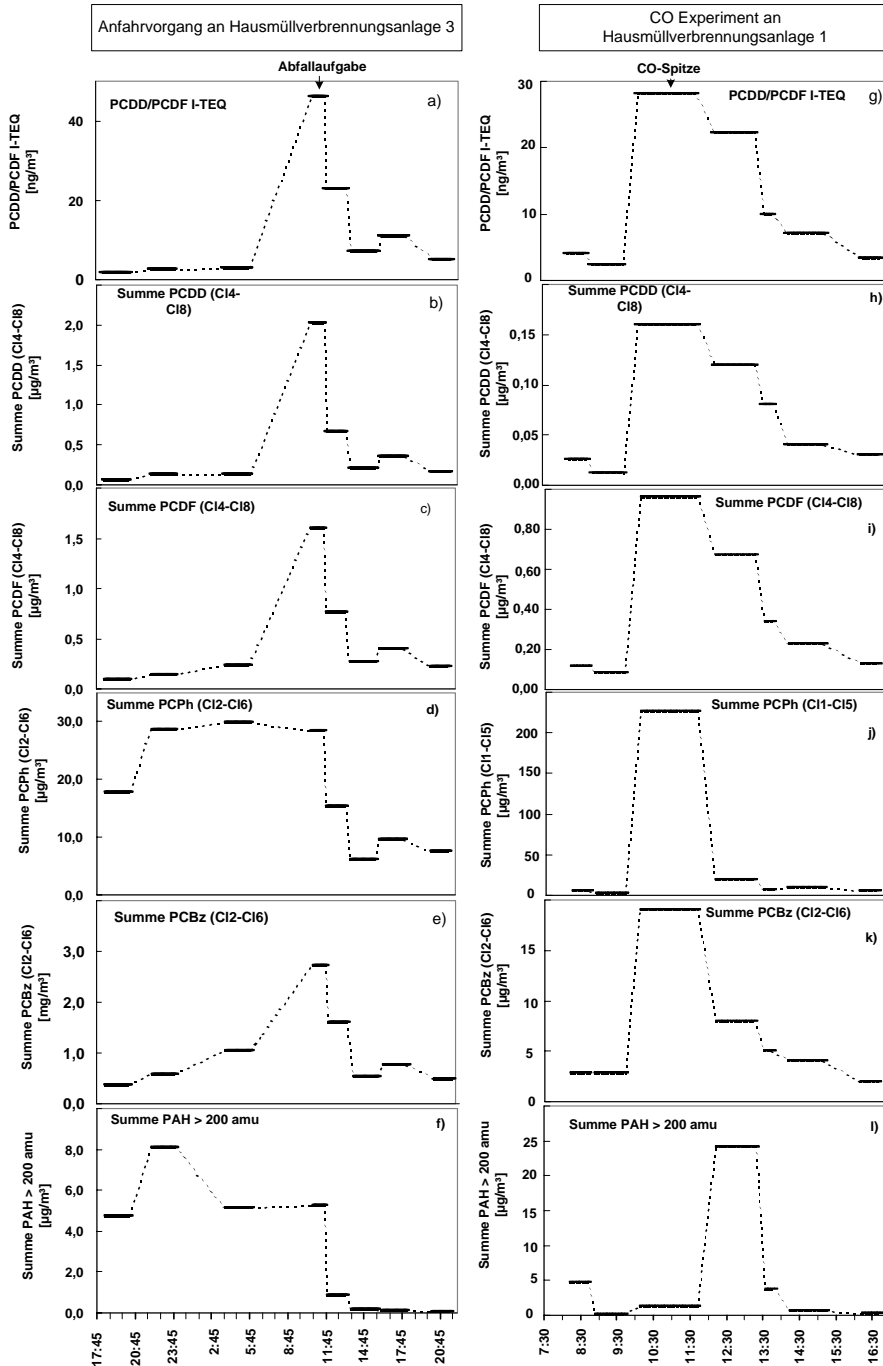 Anfahrvorgang an Hausmüllverbrennungsanlage 3
Abfallaufgabe
PCDD/PCDF I-TEQ
a)
PCDD/PCDF I-TEQ
[ng/m³]
40
20
0
Summe PCDD (Cl4-
Cl8)
b)
Summe PCDD (Cl4-Cl8)
[µg/m³]
2,0
1,5
1,0
0,5
0,0
Summe PCDF (Cl4-Cl8)
c)
Summe PCDF (Cl4-Cl8)
[µg/m³]
1,5
1,0
0,5
0,0
Summe PCPh (Cl2-Cl6)
d)
Summe PCPh (Cl2-Cl6)
[µg/m³]
30,0
20,0
10,0
0,0
Summe PCBz (Cl2-Cl6)
e)
Summe PCBz (Cl2-Cl6)
[mg/m³]
3,0
2,0
1,0
0,0
Summe PAH > 200 amu
f)
Summe PAH > 200 amu
[µg/m³]
8,0
6,0
4,0
2,0
0,0
17:45
20:45
23:45
2:45
5:45
8:45
11:45
14:45
17:45
20:45
CO Experiment an
Hausmüllverbrennungsanlage 1
CO-Spitze
PCDD/PCDF I-TEQ
g)
PCDD/PCDF I-TEQ
[ng/m³]
30
20
10
0
Summe PCDD (Cl4-
Cl8)
h)
Summe PCDD (Cl4-Cl8)
[µg/m³]
0,15
0,10
0,05
0,00
Summe PCDF (Cl4-Cl8)
i)
Summe PCDF (Cl4-Cl8)
[µg/m³]
0,80
0,60
0,40
0,20
0,00
Summe PCPh (Cl1-Cl5)
j)
Summe PCPh (Cl1-Cl5)
[µg/m³]
200
150
100
50
0
Summe PCBz (Cl2-Cl6)
k)
Summe PCBz (Cl2-Cl6)
[µg/m³]
15
10
5
0
Summe PAH > 200 amu
l)
Summe PAH > 200 amu
[µg/m³]
25
20
15
10
5
0
7:30
8:30
9:30
10:30
11:30
12:30
13:30
14:30
15:30
16:30